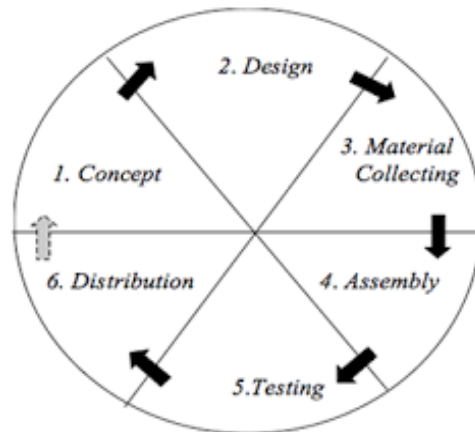 1. Concept
2. Design
3. Material
Collecting
4. Assembly
5.Testing
6. Distribution